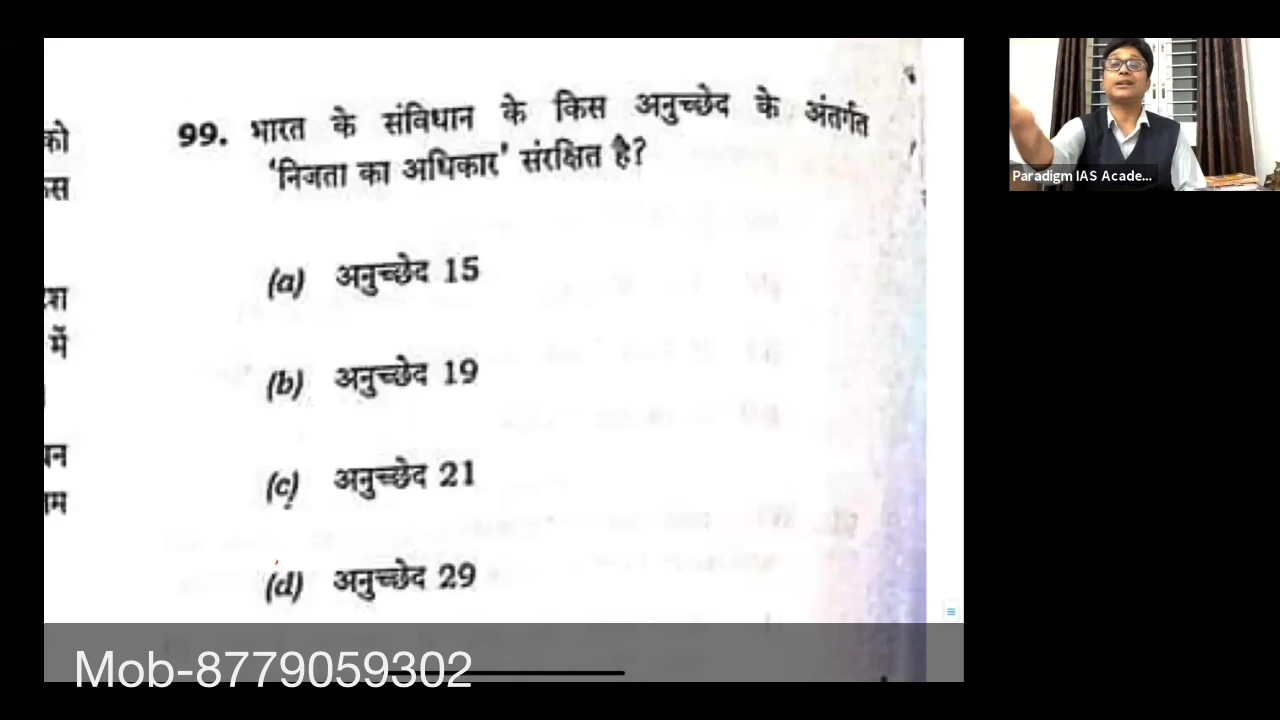 को
99. भारत के संविधान के किस अनुच्छेद के अंतर्गत
'निजता का अधिकार' संरक्षित है?
(a) अनुच्छेद 15
में
(b) अनुच्छेद 19
(c) अनुच्छेद 21
(d) अनुच्छेद 29
Mob-8779059302
Paradigm IAS Acade...